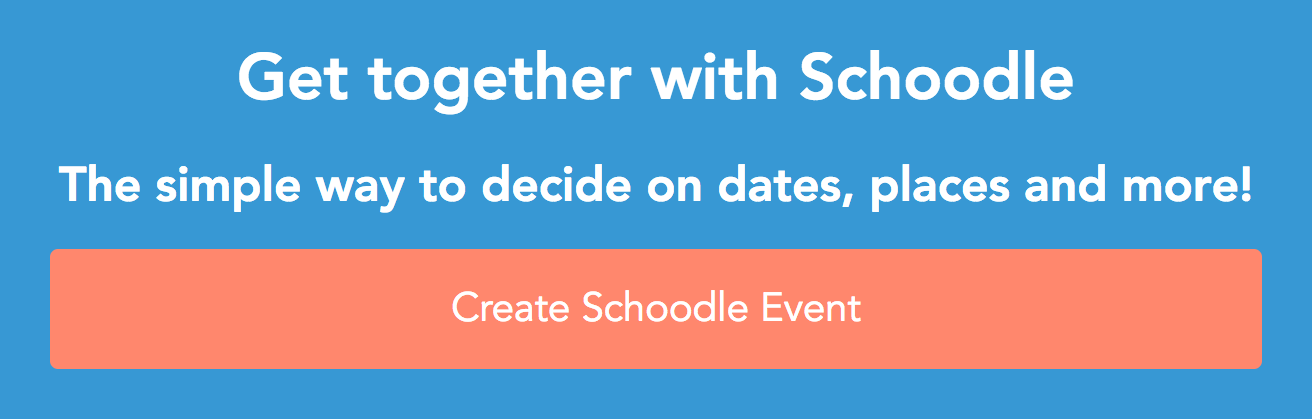 Get together with Schoodle
The simple way to decide on dates, places and more!
Create Schoodle Event